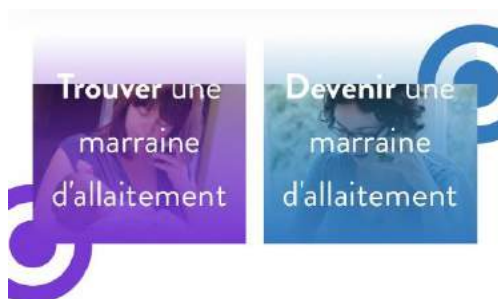 Trouver une
marraine
d'allaitement
Devenir une
marraine
d'allaitement